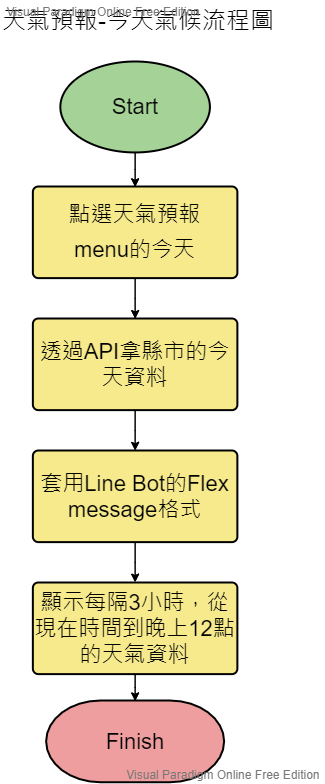 Visual Paradigm Online Free Edition
天氣預報-今天氣候流程圖
Start
點選天氣預報
menu的今天
透過API拿縣市的今
天資料
套用Line Bot的Flex
message格式
顯示每隔3小時，從
現在時間到晚上12點
的天氣資料
Finish
Visual Paradigm Online Free Edition